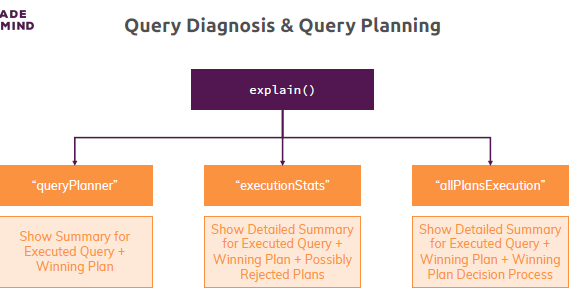 ADE
MIND
Query Diagnosis & Query Planning
explain()
“queryPlanner”
“executionStats”
“allPlansExecution”
Show Summary for
Executed Query +
Winning Plan
Show Detailed Summary
for Executed Query +
Winning Plan + Possibly
Rejected Plans
Show Detailed Summary
for Executed Query +
Winning Plan + Winning
Plan Decision Process